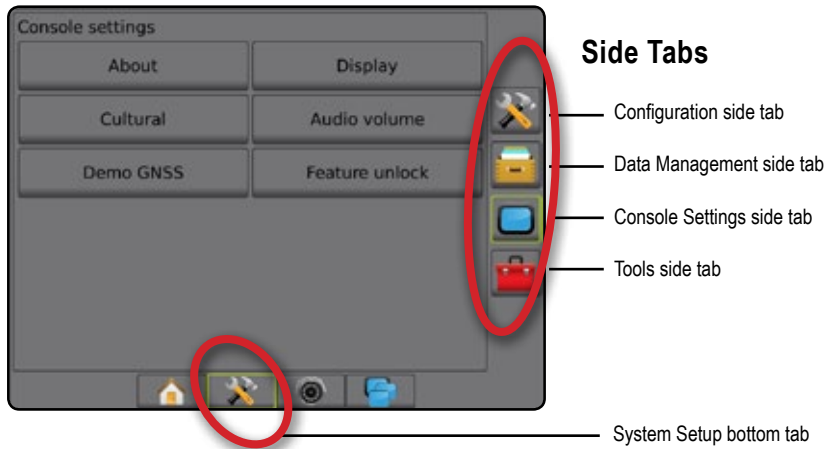 Console settings
About
Display
Cultural
Audio volume
Demo GNSS
Feature unlock
Side Tabs
Configuration side tab
Data Management side tab
Console Settings side tab
Tools side tab
System Setup bottom tab